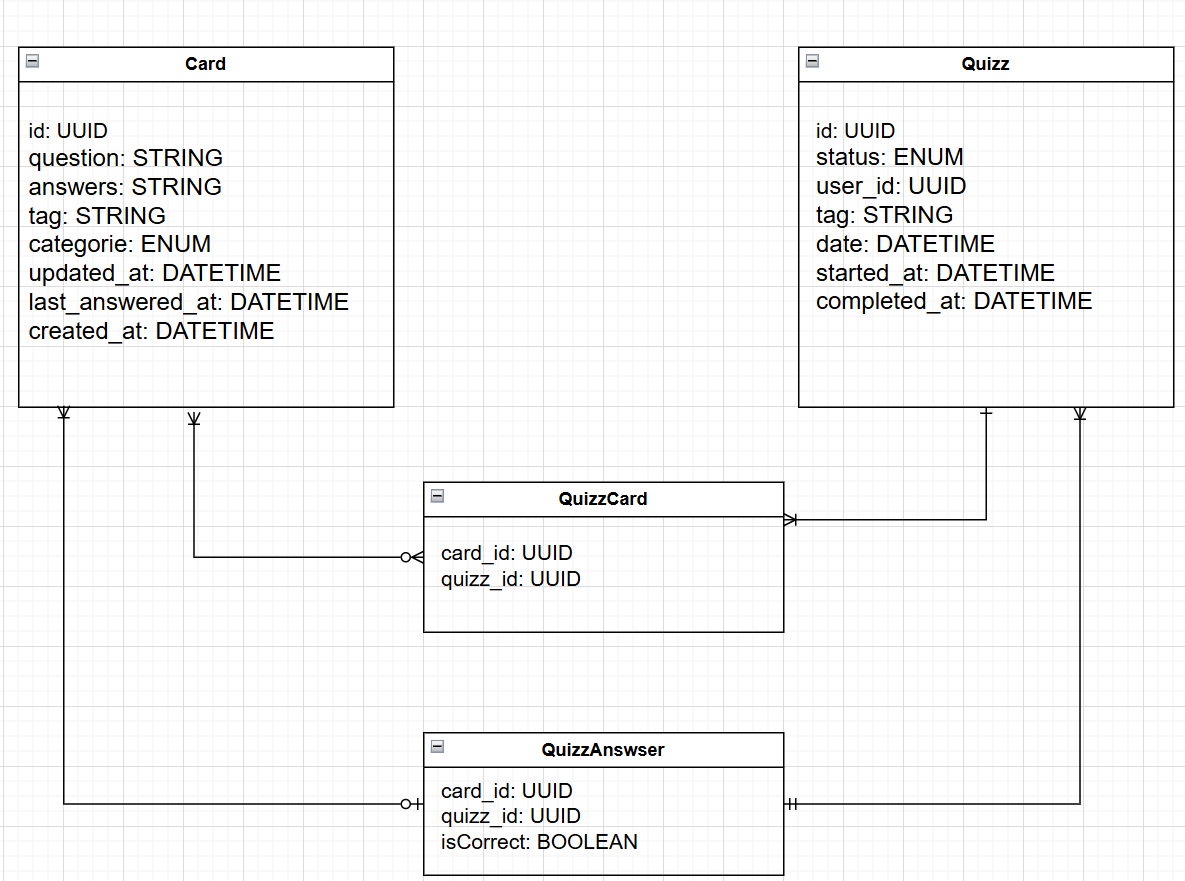 Card
id: UUID
question: STRING
answers: STRING
tag: STRING
categorie: ENUM
updated_at: DATETIME
last_answered_at: DATETIME
created_at: DATETIME
Quizz
id: UUID
status: ENUM
user_id: UUID
tag: STRING
date: DATETIME
started_at: DATETIME
completed_at: DATETIME
QuizzCard
card_id: UUID
quizz_id: UUID
QuizzAnswser
card_id: UUID
quizz_id: UUID
isCorrect: BOOLEAN